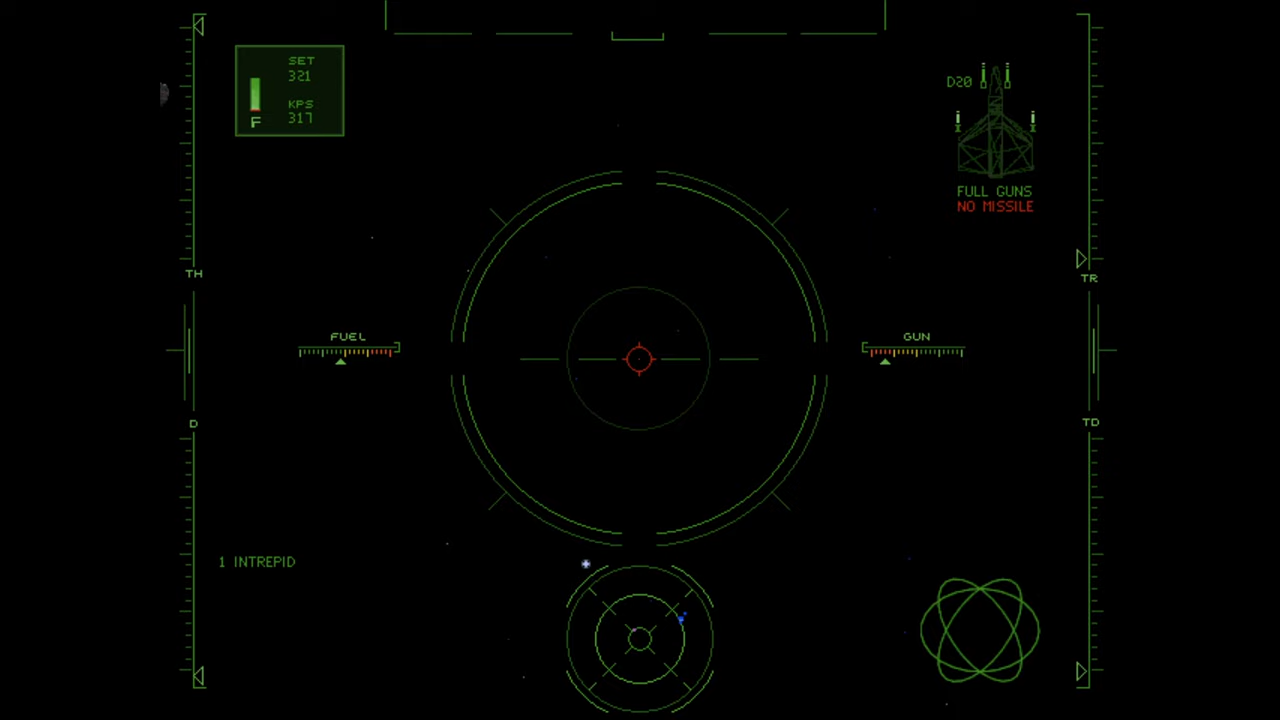 SET
321
KPS
317
F
D20
FULL GUNS
NO MISSILE
TH
TR
FUEL
GUN
D
TD
1 INTREPID